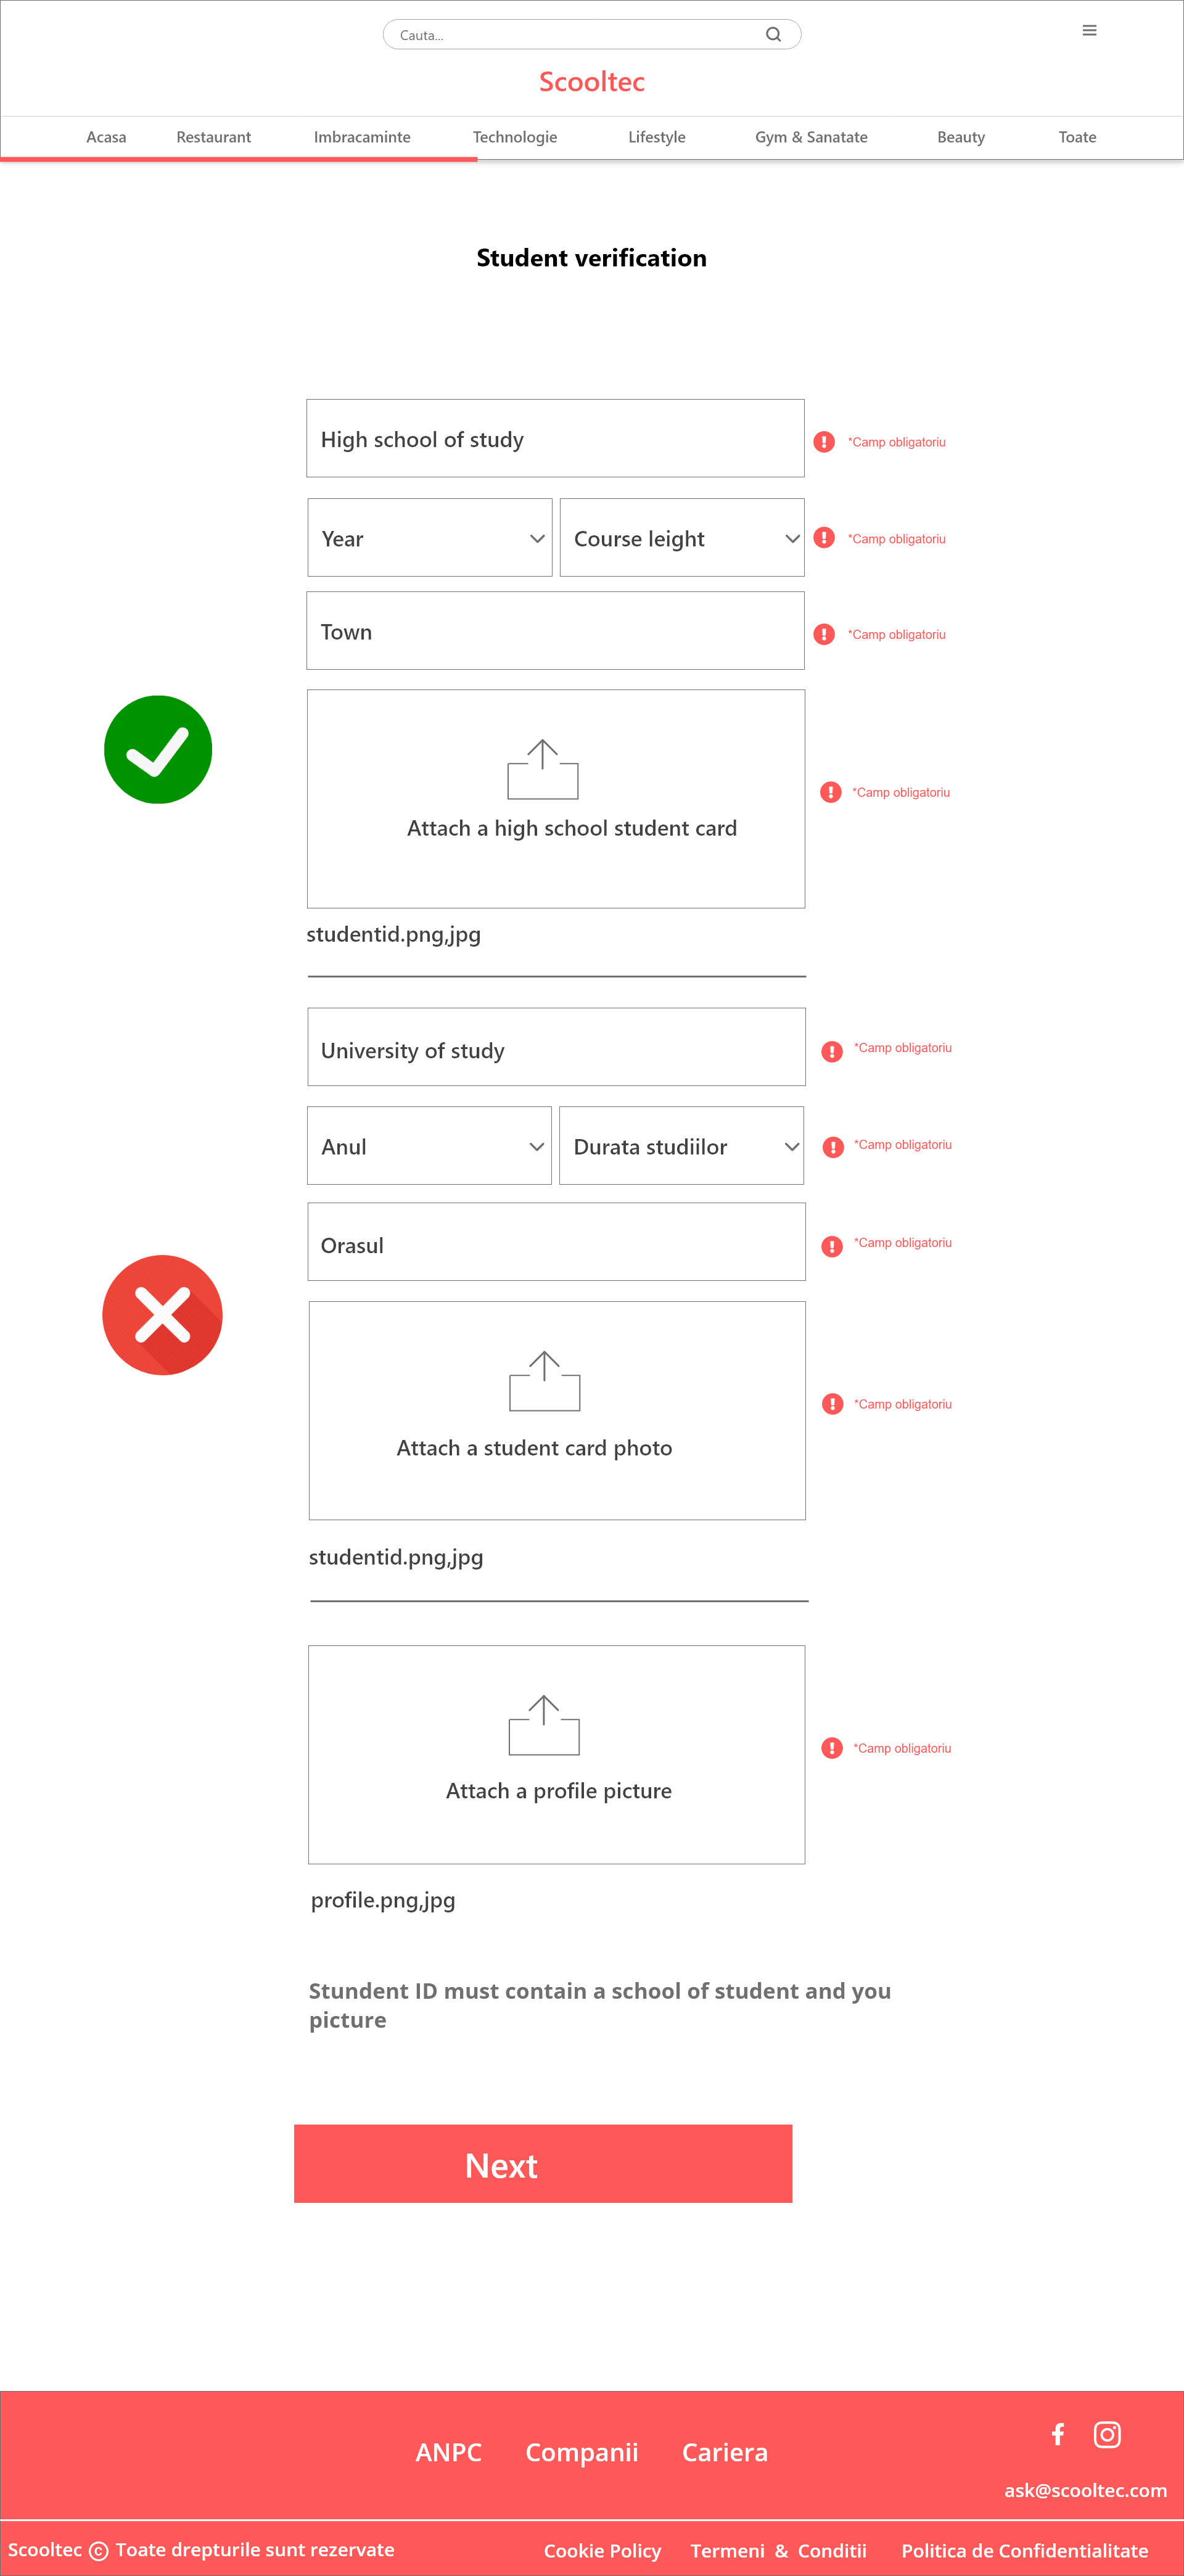 Cauta...
Scooltec
Acasa Restaurant Imbracaminte Technologie Lifestyle Gym & Sanatate Beauty Toate
Student verification
High school of study
*Camp obligatoriu
Year Course leight
*Camp obligatoriu
Town
*Camp obligatoriu
Attach a high school student card
*Camp obligatoriu
studentid.png,jpg
University of study
*Camp obligatoriu
Anul Durata studiilor
*Camp obligatoriu
Orasul
*Camp obligatoriu
Attach a student card photo
*Camp obligatoriu
studentid.png,jpg
Attach a profile picture
*Camp obligatoriu
profile.png,jpg
Stundent ID must contain a school of student and you
picture
Next
ANPC Companii Cariera
ask@scooltec.com
Scooltec © Toate drepturile sunt rezervate
Cookie Policy Termeni & Conditii Politica de Confidentialitate